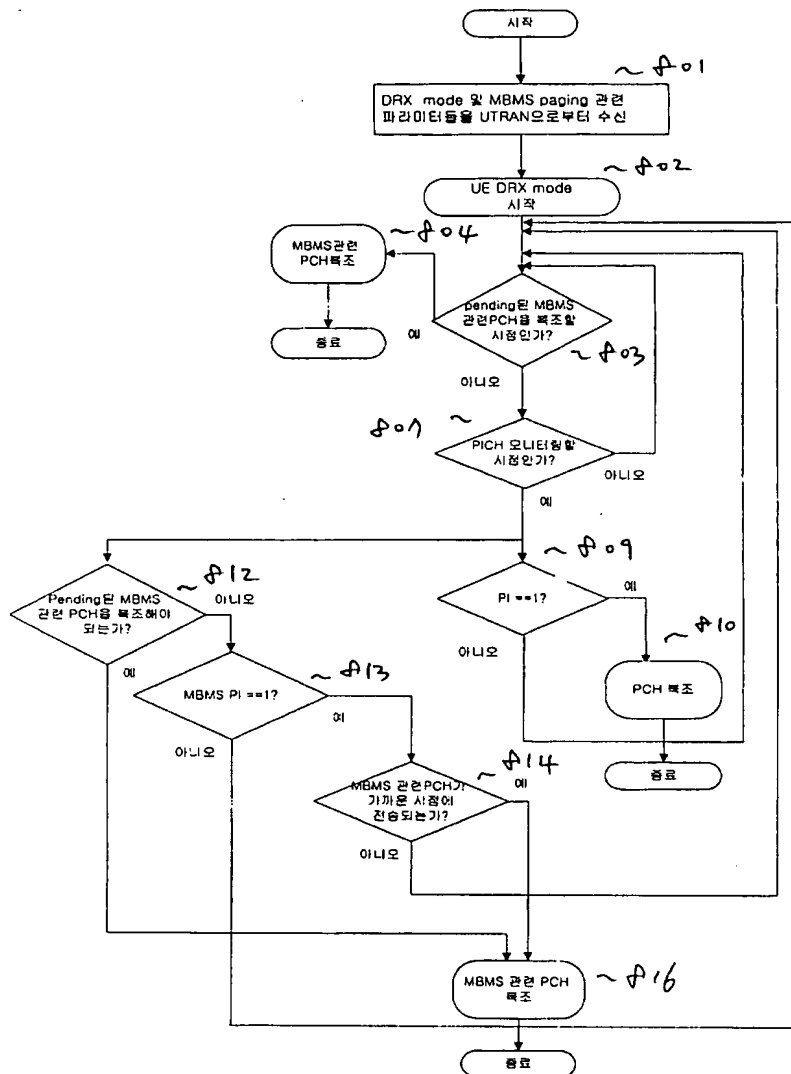 시작
~801
DRX mode 및 MBMS paging 관련
파라미터들을 UTRAN으로부터 수신
~802
UE DRX mode
시작
~804
MBMS관련
PCH복조
종료
pending된 MBMS
관련PCH을 복조할
시점인가?
예
~803
아니오
807 ~
PICH 모니터링할
시점인가?
아니오
예
~809
~812
Pending된 MBMS
관련 PCH을 복조해야
되는가?
아니오
예
PI ==1?
예
아니오
~810
PCH 복조
종료
~813
MBMS PI ==1?
예
아니오
~814
MBMS 관련PCH가
가까운 시점에
전송되는가?
예
아니오
MBMS 관련 PCH
복조
~816
종료